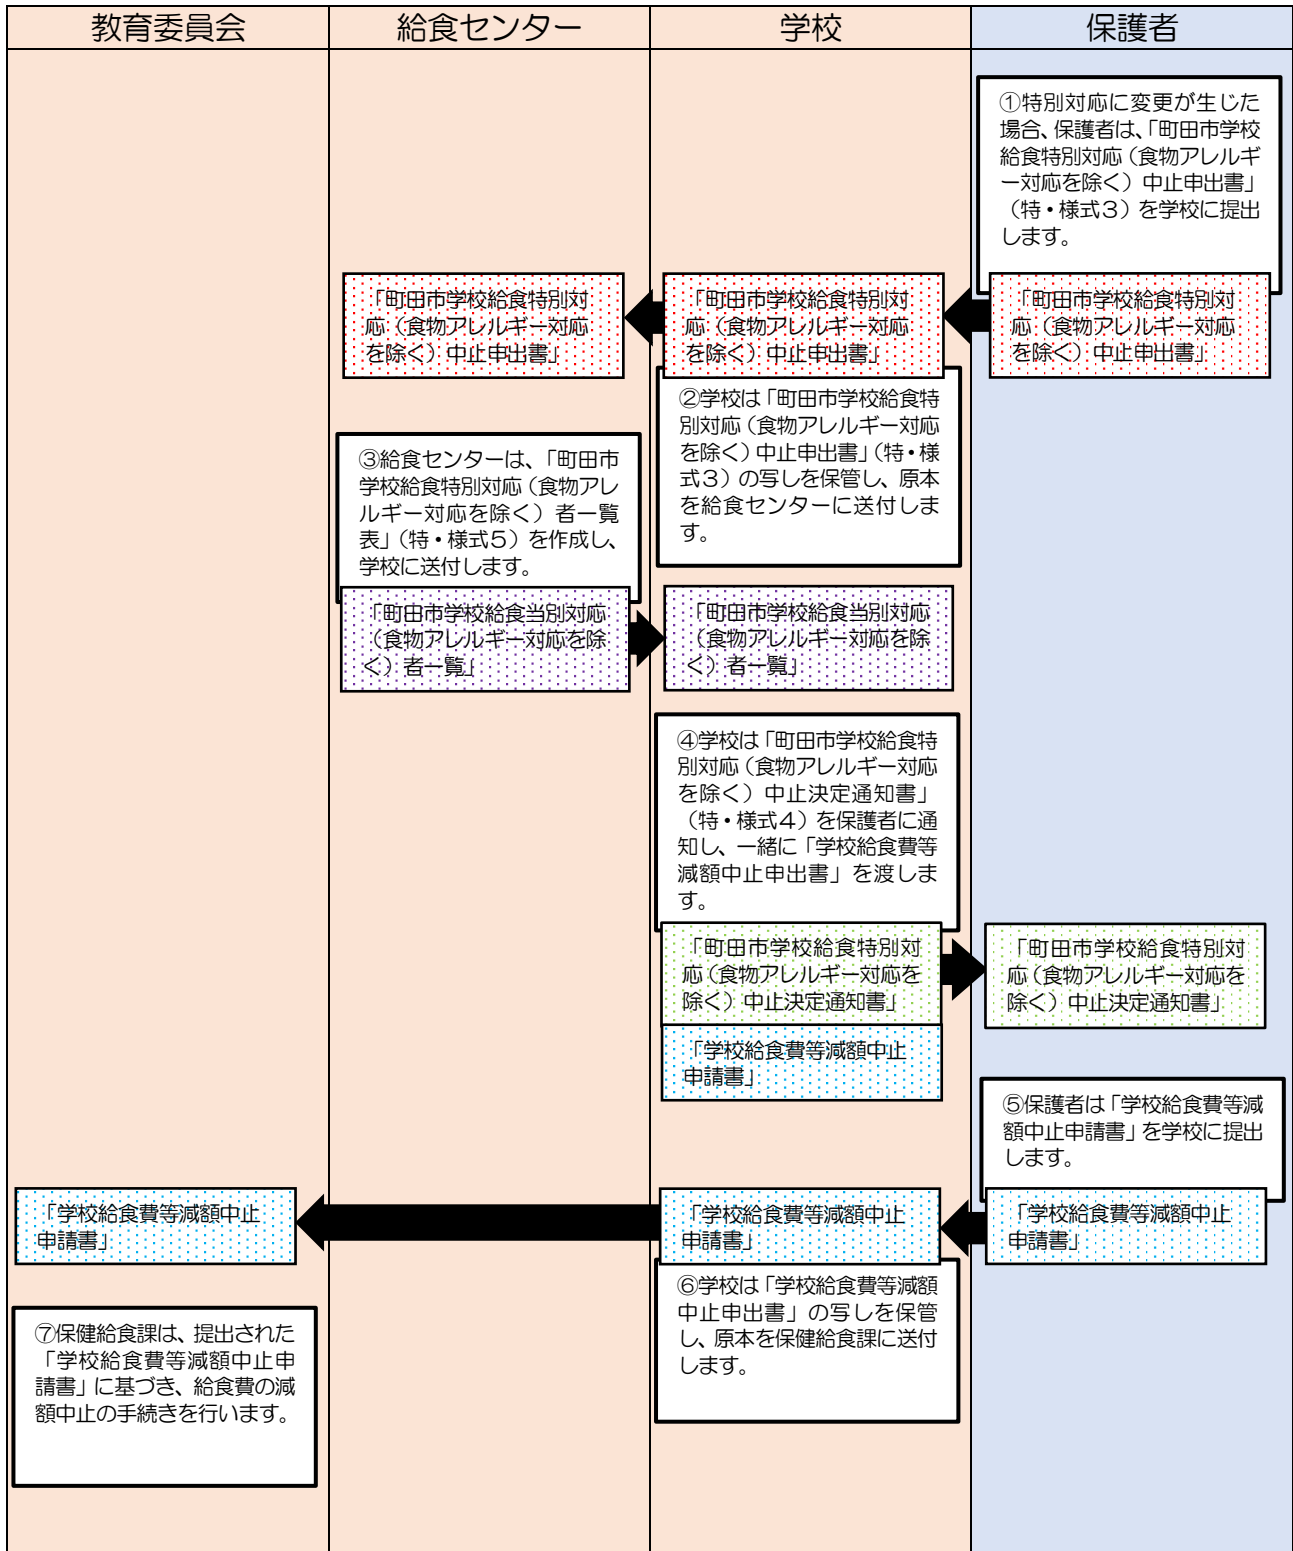 教育委員会
給食センター
学校
保護者
①特別対応に変更が生じた
場合、保護者は、「町田市学校
給食特別対応（食物アレルギ
ー対応を除く）中止申出書」
（特・様式３）を学校に提出
します。
「町田市学校給食特別対
応（食物アレルギー対応
を除く）中止申出書」
「町田市学校給食特別対
応（食物アレルギー対応
を除く）中止申出書」
「町田市学校給食特別対
応（食物アレルギー対応
を除く）中止申出書」
②学校は「町田市学校給食特
別対応（食物アレルギー対応
を除く）中止申出書」（特・様
式３）の写しを保管し、原本
を給食センターに送付しま
す。
③給食センターは、「町田市
学校給食特別対応（食物アレ
ルギー対応を除く）者一覧
表」（特・様式５）を作成し、
学校に送付します。
「町田市学校給食当別対応
（食物アレルギー対応を除
く）者一覧」
「町田市学校給食当別対応
（食物アレルギー対応を除
く）者一覧」
④学校は「町田市学校給食特
別対応（食物アレルギー対応
を除く）中止決定通知書」
（特・様式４）を保護者に通
知し、一緒に「学校給食費等
減額中止申出書」を渡しま
す。
「町田市学校給食特別対
応（食物アレルギー対応を
除く）中止決定通知書」
「町田市学校給食特別対
応（食物アレルギー対応を
除く）中止決定通知書」
「学校給食費等減額中止
申請書」
⑤保護者は「学校給食費等減
額中止申請書」を学校に提出
します。
「学校給食費等減額中止
申請書」
「学校給食費等減額中止
申請書」
「学校給食費等減額中止
申請書」
⑥学校は「学校給食費等減額
中止申出書」の写しを保管
し、原本を保健給食課に送付
します。
⑦保健給食課は、提出された
「学校給食費等減額中止申
請書」に基づき、給食費の減
額中止の手続きを行います。